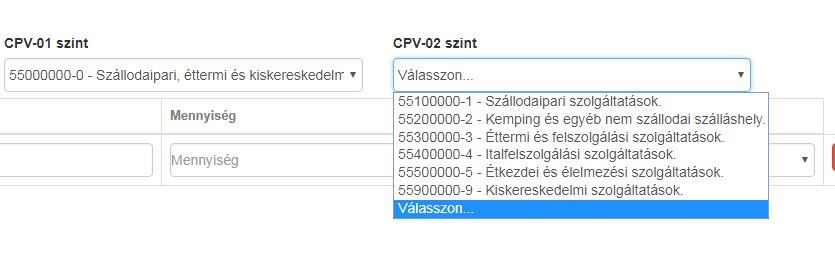 CPV-01 szint
CPV-02 szint
55000000-0 - Szállodaipari, éttermi és kiskereskedelm
Válasszon...
55100000-1 - Szállodaipari szolgáltatások.
55200000-2 - Kemping és egyéb nem szállodai szálláshely.
55300000-3 - Éttermi és felszolgálási szolgáltatások.
55400000-4 - Italfelszolgálási szolgáltatások.
55500000-5 - Étkezdei és élelmezési szolgáltatások.
55900000-9 - Kiskereskedelmi szolgáltatások.
Válasszon...
Mennyiség
Mennyiség